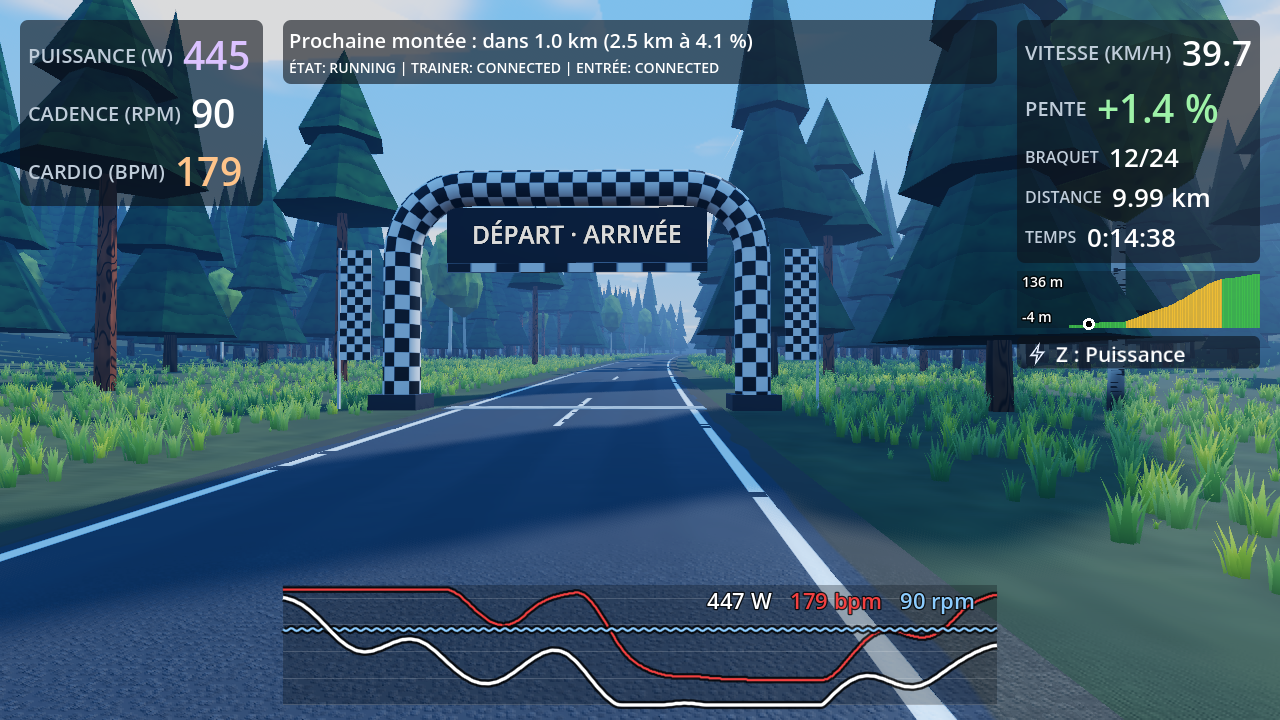 PUISSANCE (W) 445
CADENCE (RPM) 90
CARDIO (BPM) 179
Prochaine montée : dans 1.0 km (2.5 km à 4.1 %)
ÉTAT: RUNNING | TRAINER: CONNECTED | ENTRÉE: CONNECTED
VITESSE (KM/H) 39.7
PENTE +1.4 %
BRAQUET 12/24
DISTANCE 9.99 km
TEMPS 0:14:38
136 m
-4 m
Z : Puissance
DÉPART · ARRIVÉE
447 W 179 bpm 90 rpm